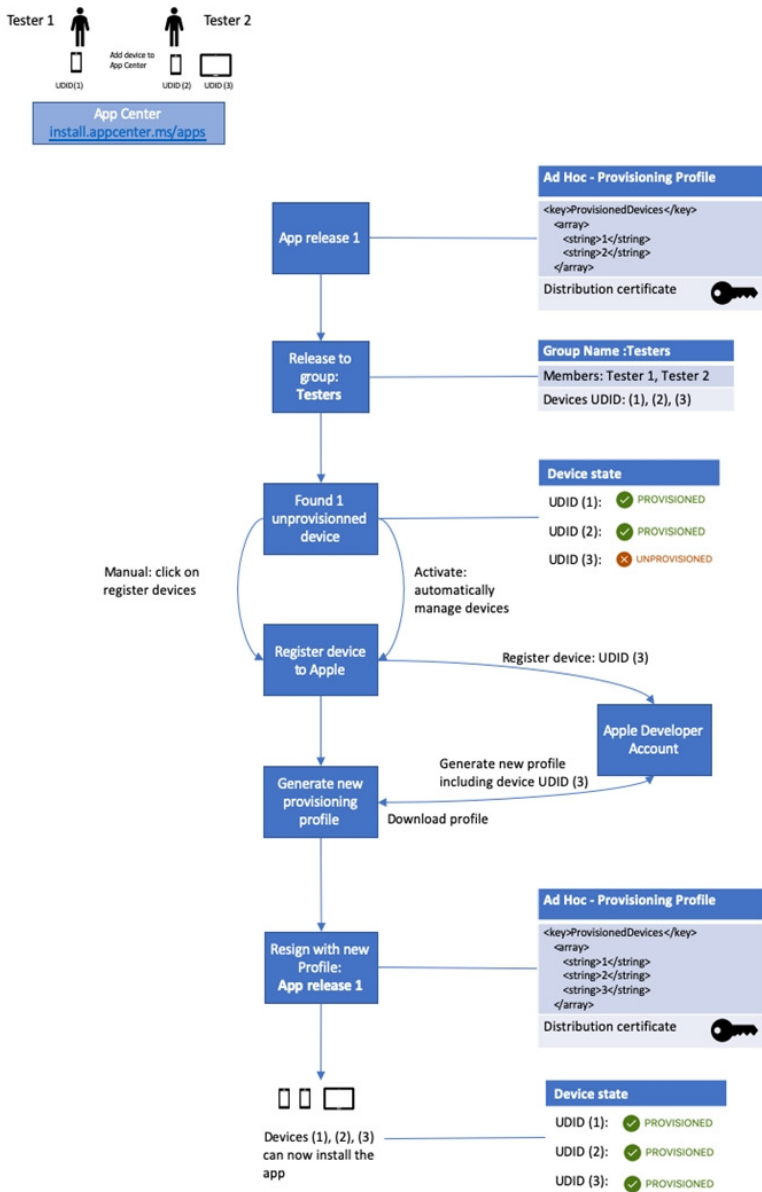 Tester 1
Tester 2
Add device to
App Center
UDID(1)
UDID(2)
UDID(3)
App Center
install.appcenter.ms/apps
App release 1
Ad Hoc - Provisioning Profile
<key>ProvisionedDevices</key>
<array>
<string>1</string>
<string>2</string>
</array>
Distribution certificate
Release to
group:
Testers
Group Name :Testers
Members: Tester 1, Tester 2
Devices UDID: (1), (2), (3)
Found 1
unprovisionned
device
Device state
UDID (1): PROVISIONED
UDID (2): PROVISIONED
UDID (3): UNPROVISIONED
Manual: click on
register devices
Activate:
automatically
manage devices
Register device
to Apple
Register device: UDID (3)
Apple Developer
Account
Generate new profile
including device UDID (3)
Generate new
provisioning
profile
Download profile
Resign with new
Profile:
App release 1
Ad Hoc - Provisioning Profile
<key>ProvisionedDevices</key>
<array>
<string>1</string>
<string>2</string>
<string>3</string>
</array>
Distribution certificate
Devices (1), (2), (3)
can now install the
app
Device state
UDID (1): PROVISIONED
UDID (2): PROVISIONED
UDID (3): PROVISIONED